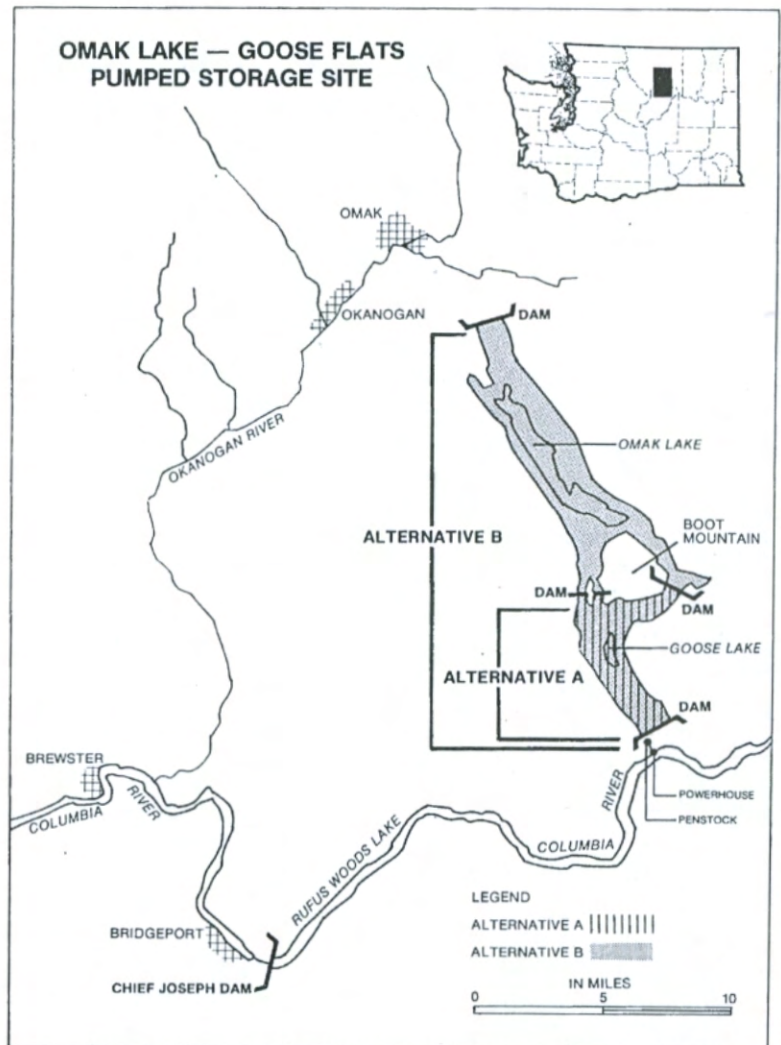 OMAK LAKE — GOOSE FLATS
PUMPED STORAGE SITE
OMAK
OKANOGAN
DAM
OKANOGAN RIVER
OMAK LAKE
ALTERNATIVE B
BOOT
MOUNTAIN
DAM
DAM
GOOSE LAKE
ALTERNATIVE A
DAM
BREWSTER
RIVER
COLUMBIA
RIVER
POWERHOUSE
PENSTOCK
COLUMBIA
RUFUS WOODS LAKE
BRIDGEPORT
CHIEF JOSEPH DAM
LEGEND
ALTERNATIVE A
ALTERNATIVE B
IN MILES
0 5 10